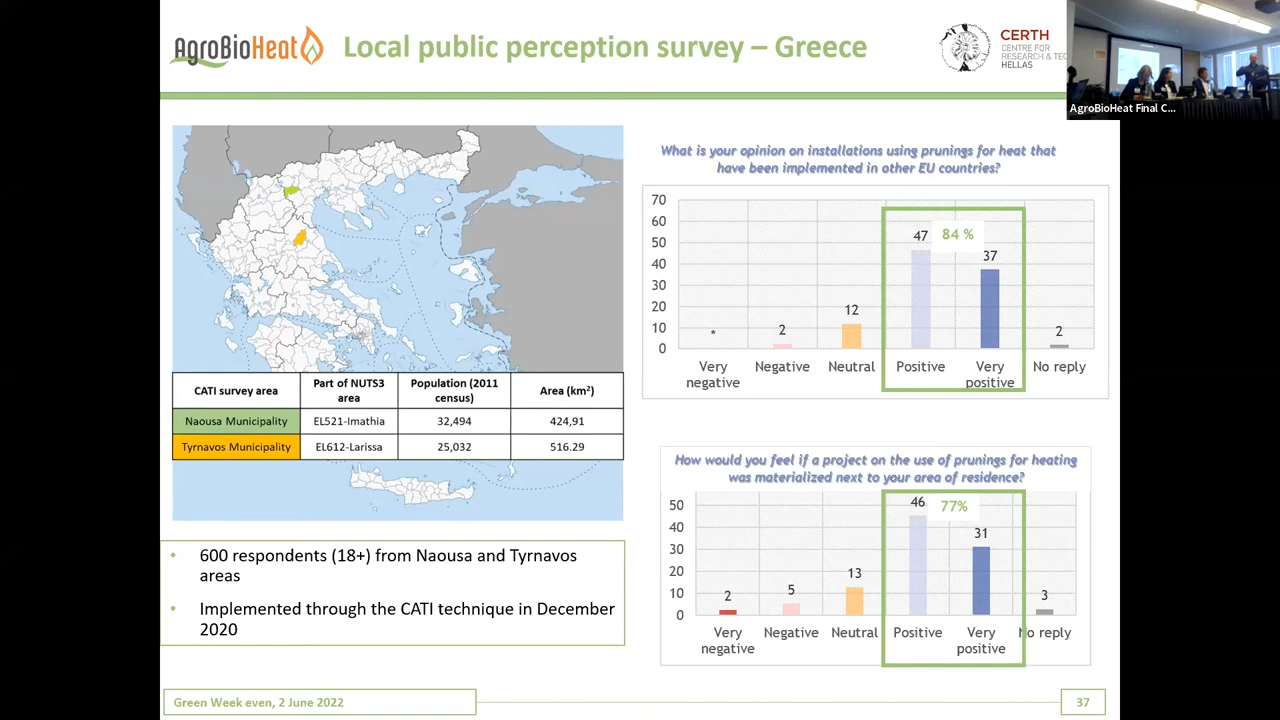 AgroBioHeat
Local public perception survey – Greece
CERTH
CENTRE FOR
RESEARCH & TEC
HELLAS
AgroBioHeat Final C...
CATI survey area
Part of NUTS3 area
Population (2011 census)
Area (km²)
Naousa Municipality
EL521-Imathia
32,494
424,91
Tyrnavos Municipality
EL612-Larissa
25,032
516.29
• 600 respondents (18+) from Naousa and Tyrnavos
areas
• Implemented through the CATI technique in December
2020
What is your opinion on installations using prunings for heat that
have been implemented in other EU countries?
70
60
50
40
30
20
10
0
*
2
12
47
84 %
37
2
Very negative
Negative
Neutral
Positive
Very positive
No reply
How would you feel if a project on the use of prunings for heating
was materialized next to your area of residence?
50
40
30
20
10
0
2
5
13
46
77%
31
3
Very negative
Negative
Neutral
Positive
Very positive
No reply
Green Week even, 2 June 2022
37